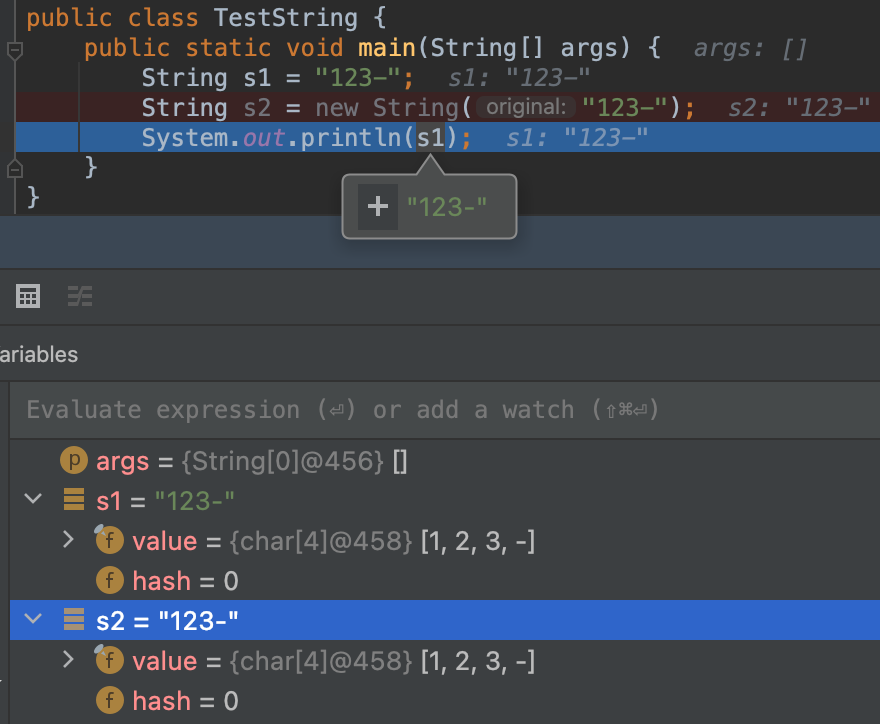 public class TestString {
public static void main(String[] args) {  args: []
String s1 = "123-";  s1: "123-"
String s2 = new String( original: "123-");  s2: "123-"
System.out.println(s1);  s1: "123-"
}
}
+ "123-"
ariables
Evaluate expression (⏎) or add a watch (⇧⌘⏎)
p args = {String[0]@456} []
s1 = "123-"
f value = {char[4]@458} [1, 2, 3, -]
f hash = 0
s2 = "123-"
f value = {char[4]@458} [1, 2, 3, -]
f hash = 0